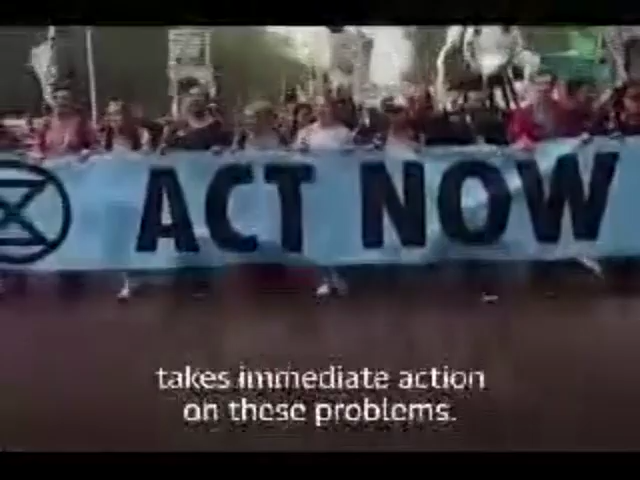 ACT NOW
takes immediate action
on these problems.